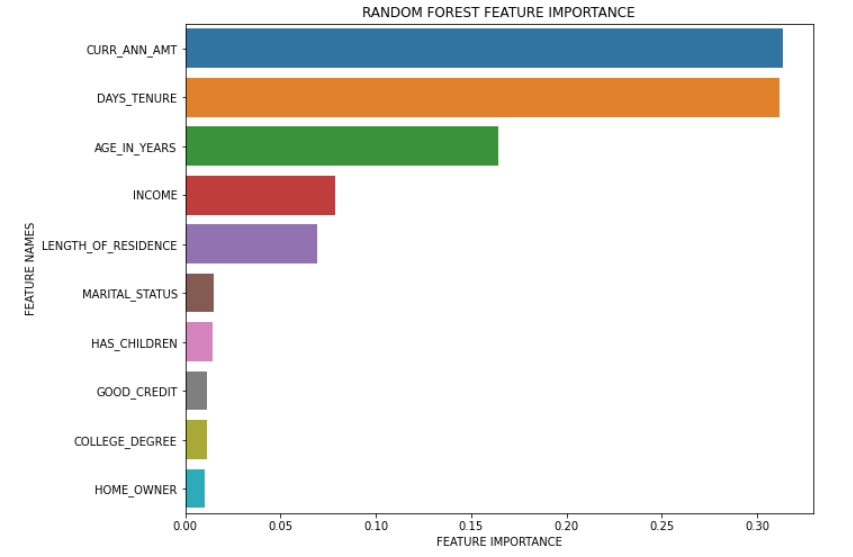 RANDOM FOREST FEATURE IMPORTANCE
FEATURE NAMES
CURR_ANN_AMT
DAYS_TENURE
AGE_IN_YEARS
INCOME
LENGTH_OF_RESIDENCE
MARITAL_STATUS
HAS_CHILDREN
GOOD_CREDIT
COLLEGE_DEGREE
HOME_OWNER
0.00 0.05 0.10 0.15 0.20 0.25 0.30
FEATURE IMPORTANCE